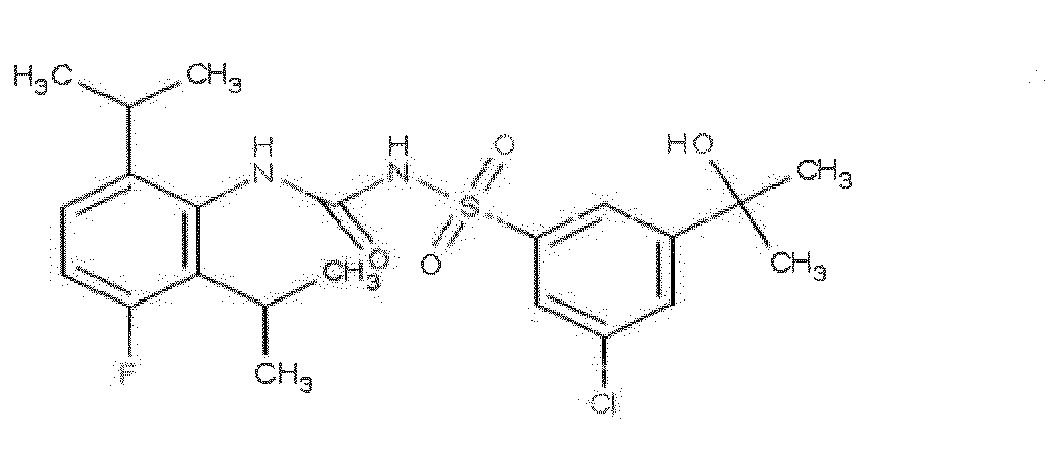 H3C CH3
H H O HO
N N CH3
S
O O CH3
CH3
F CH3
Cl